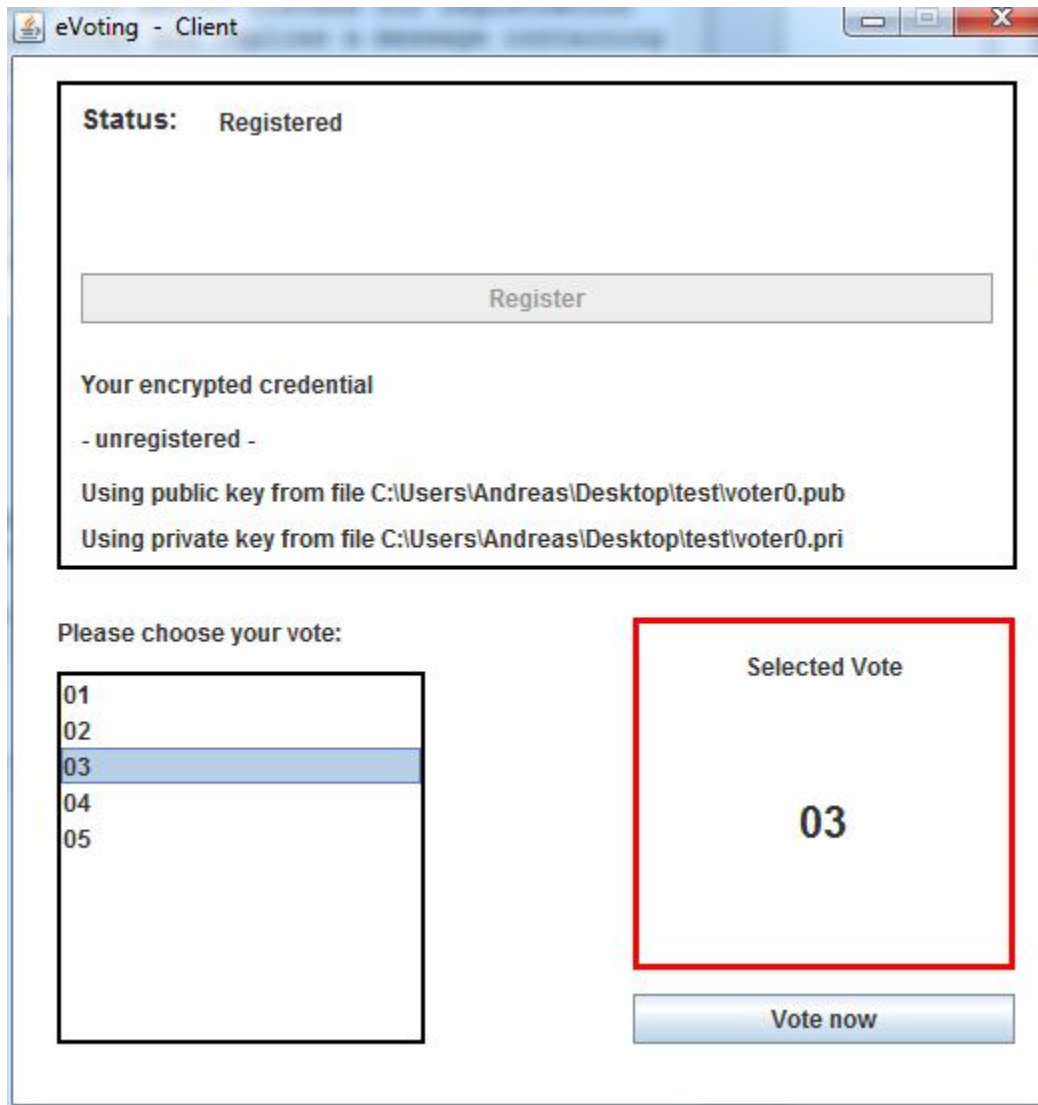 eVoting - Client
Status: Registered
Register
Your encrypted credential
- unregistered -
Using public key from file C:\Users\Andreas\Desktop\test\voter0.pub
Using private key from file C:\Users\Andreas\Desktop\test\voter0.pri
Please choose your vote:
01
02
03
04
05
Selected Vote
03
Vote now